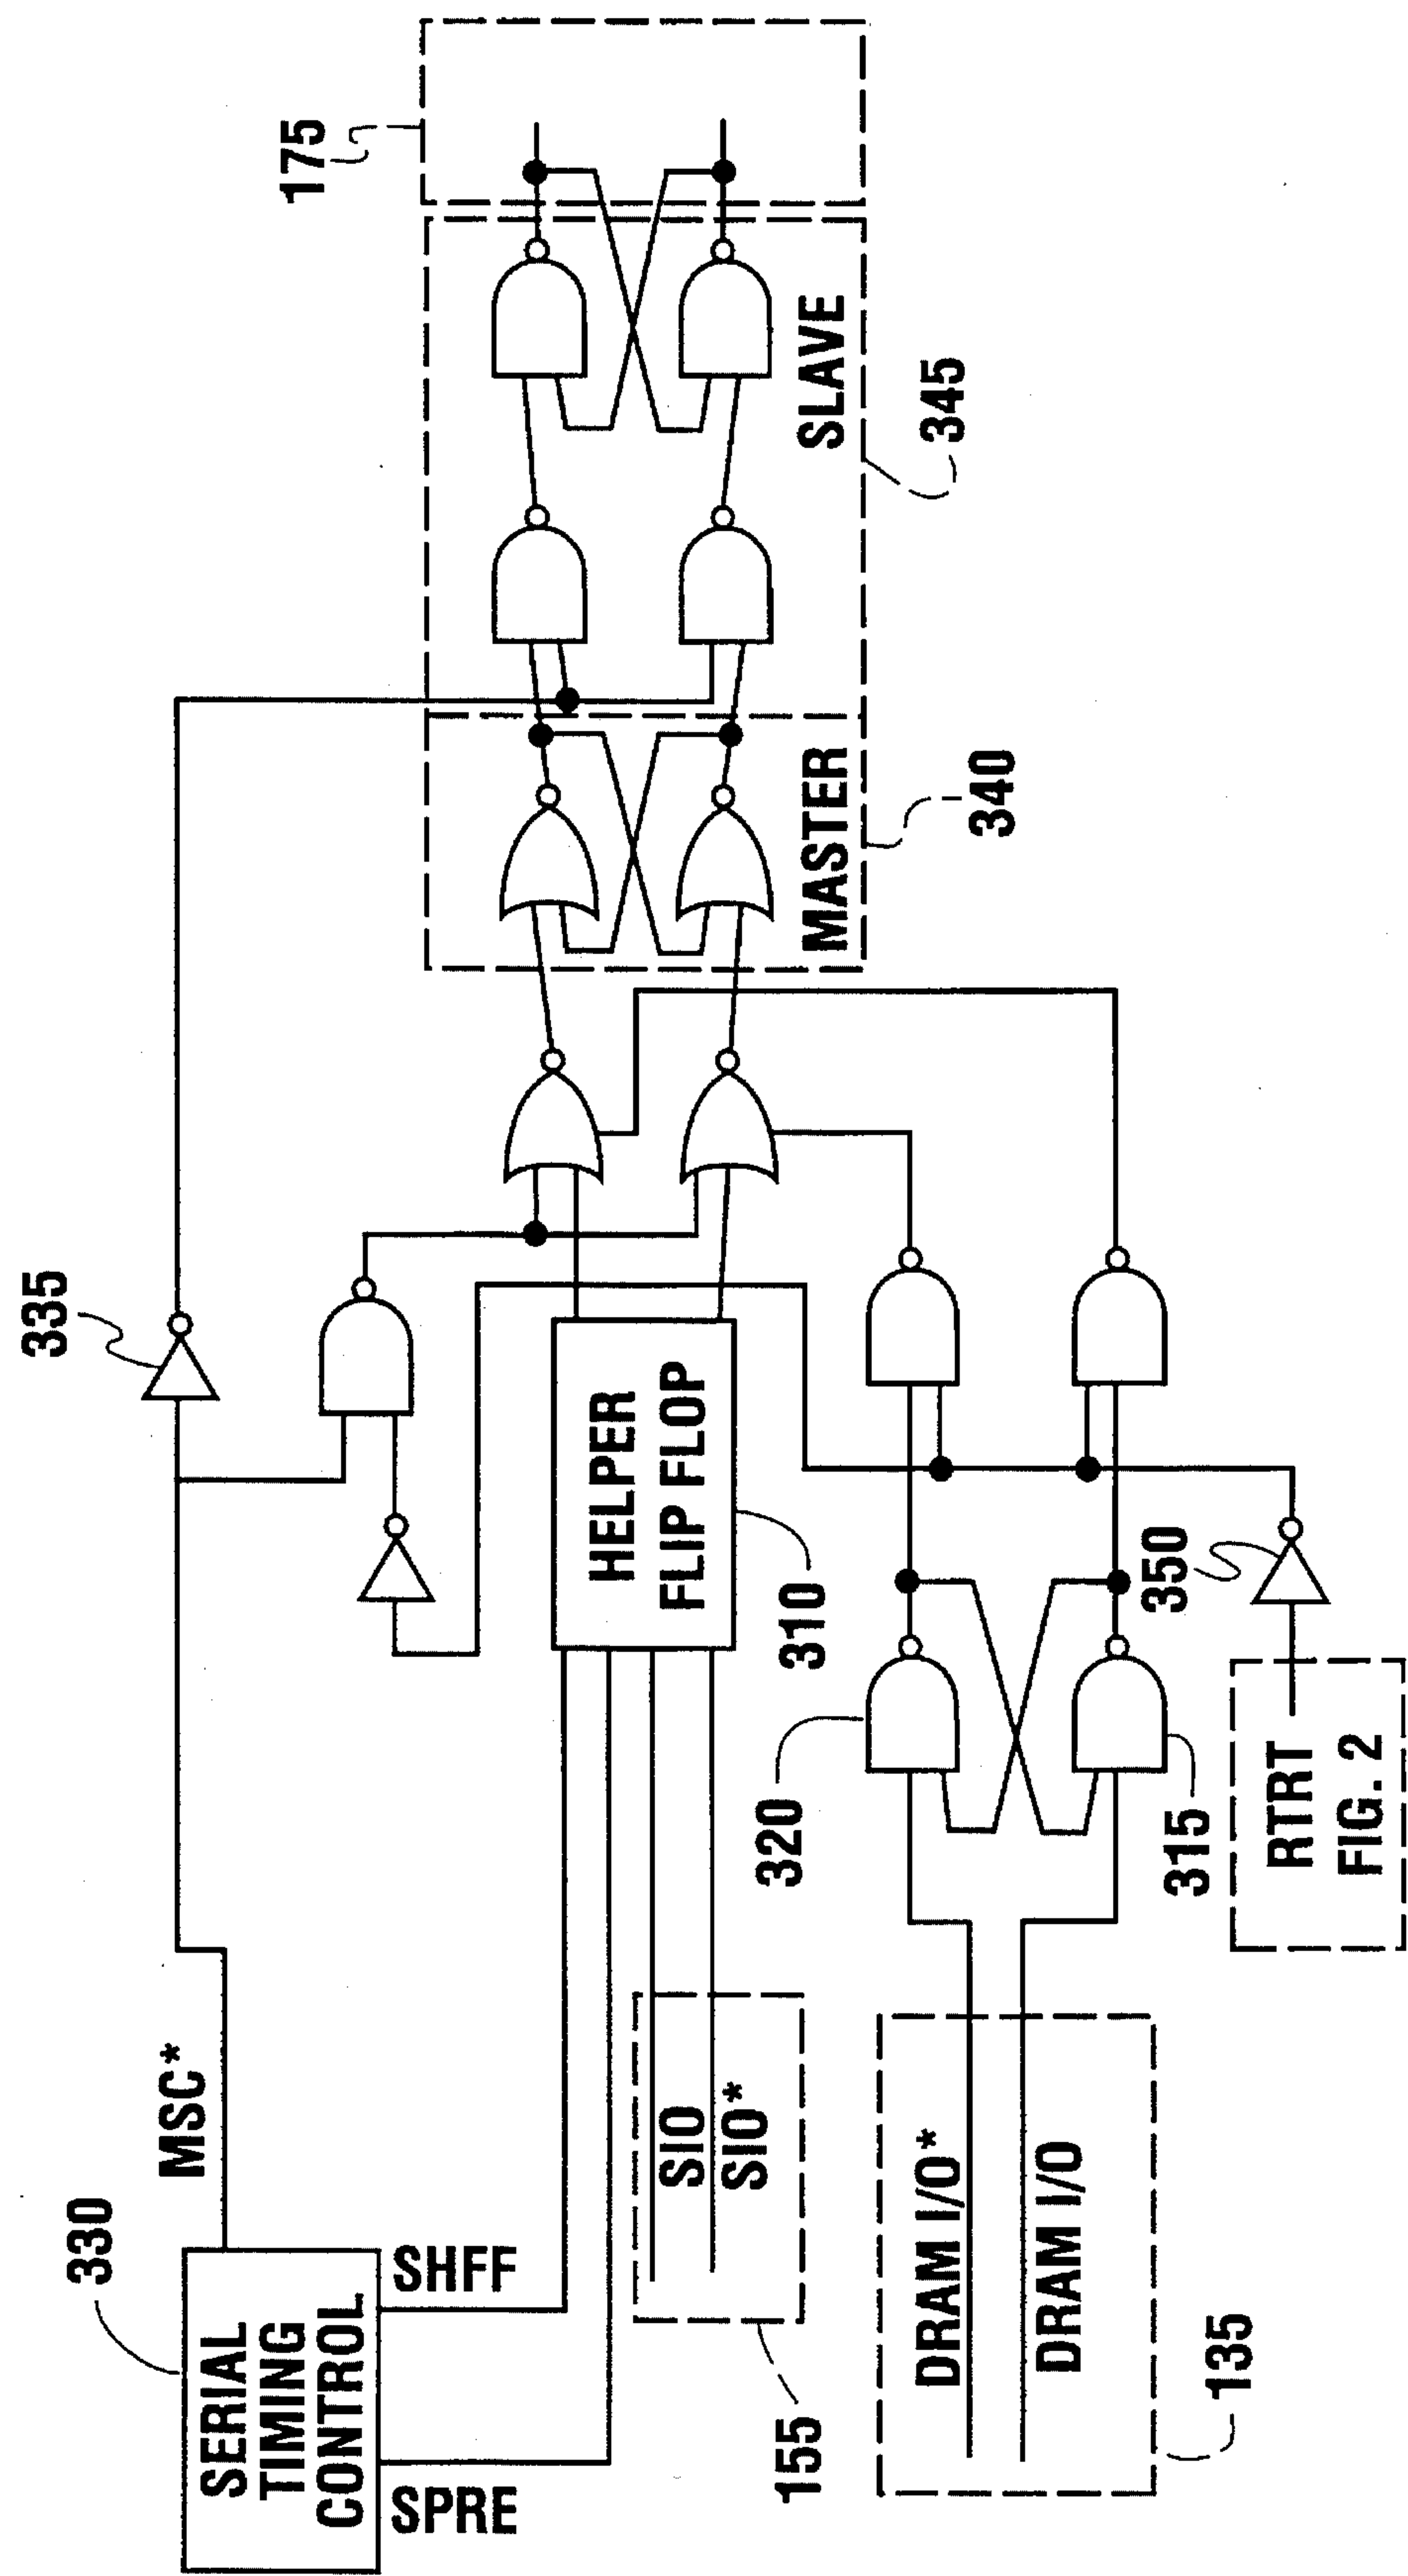 330
SERIAL
TIMING
CONTROL
MSC*
SHFF
SPRE
335
175
SLAVE
345
MASTER
340
HELPER
FLIP FLOP
310
SIO
SIO*
155
320
315
350
DRAM I/O*
DRAM I/O
135
RTRT
FIG. 2